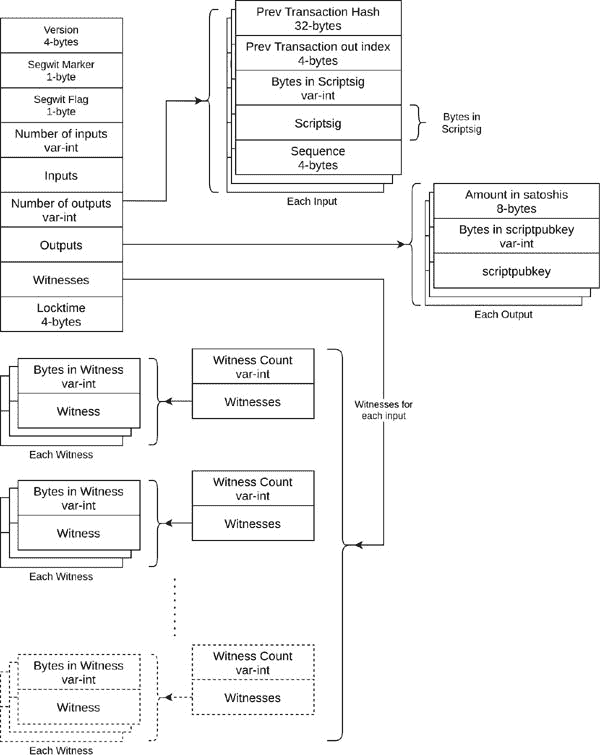 Version
4-bytes
Segwit Marker
1-byte
Segwit Flag
1-byte
Number of inputs
var-int
Inputs
Number of outputs
var-int
Outputs
Witnesses
Locktime
4-bytes
Prev Transaction Hash
32-bytes
Prev Transaction out index
4-bytes
Bytes in Scriptsig
var-int
Scriptsig
Sequence
4-bytes
Each Input
Bytes in
Scriptsig
Amount in satoshis
8-bytes
Bytes in scriptpubkey
var-int
scriptpubkey
Each Output
Witnesses for
each input
Bytes in Witness
var-int
Witness
Each Witness
Witness Count
var-int
Witnesses
Bytes in Witness
var-int
Witness
Each Witness
Witness Count
var-int
Witnesses
Bytes in Witness
var-int
Witness
Each Witness
Witness Count
var-int
Witnesses